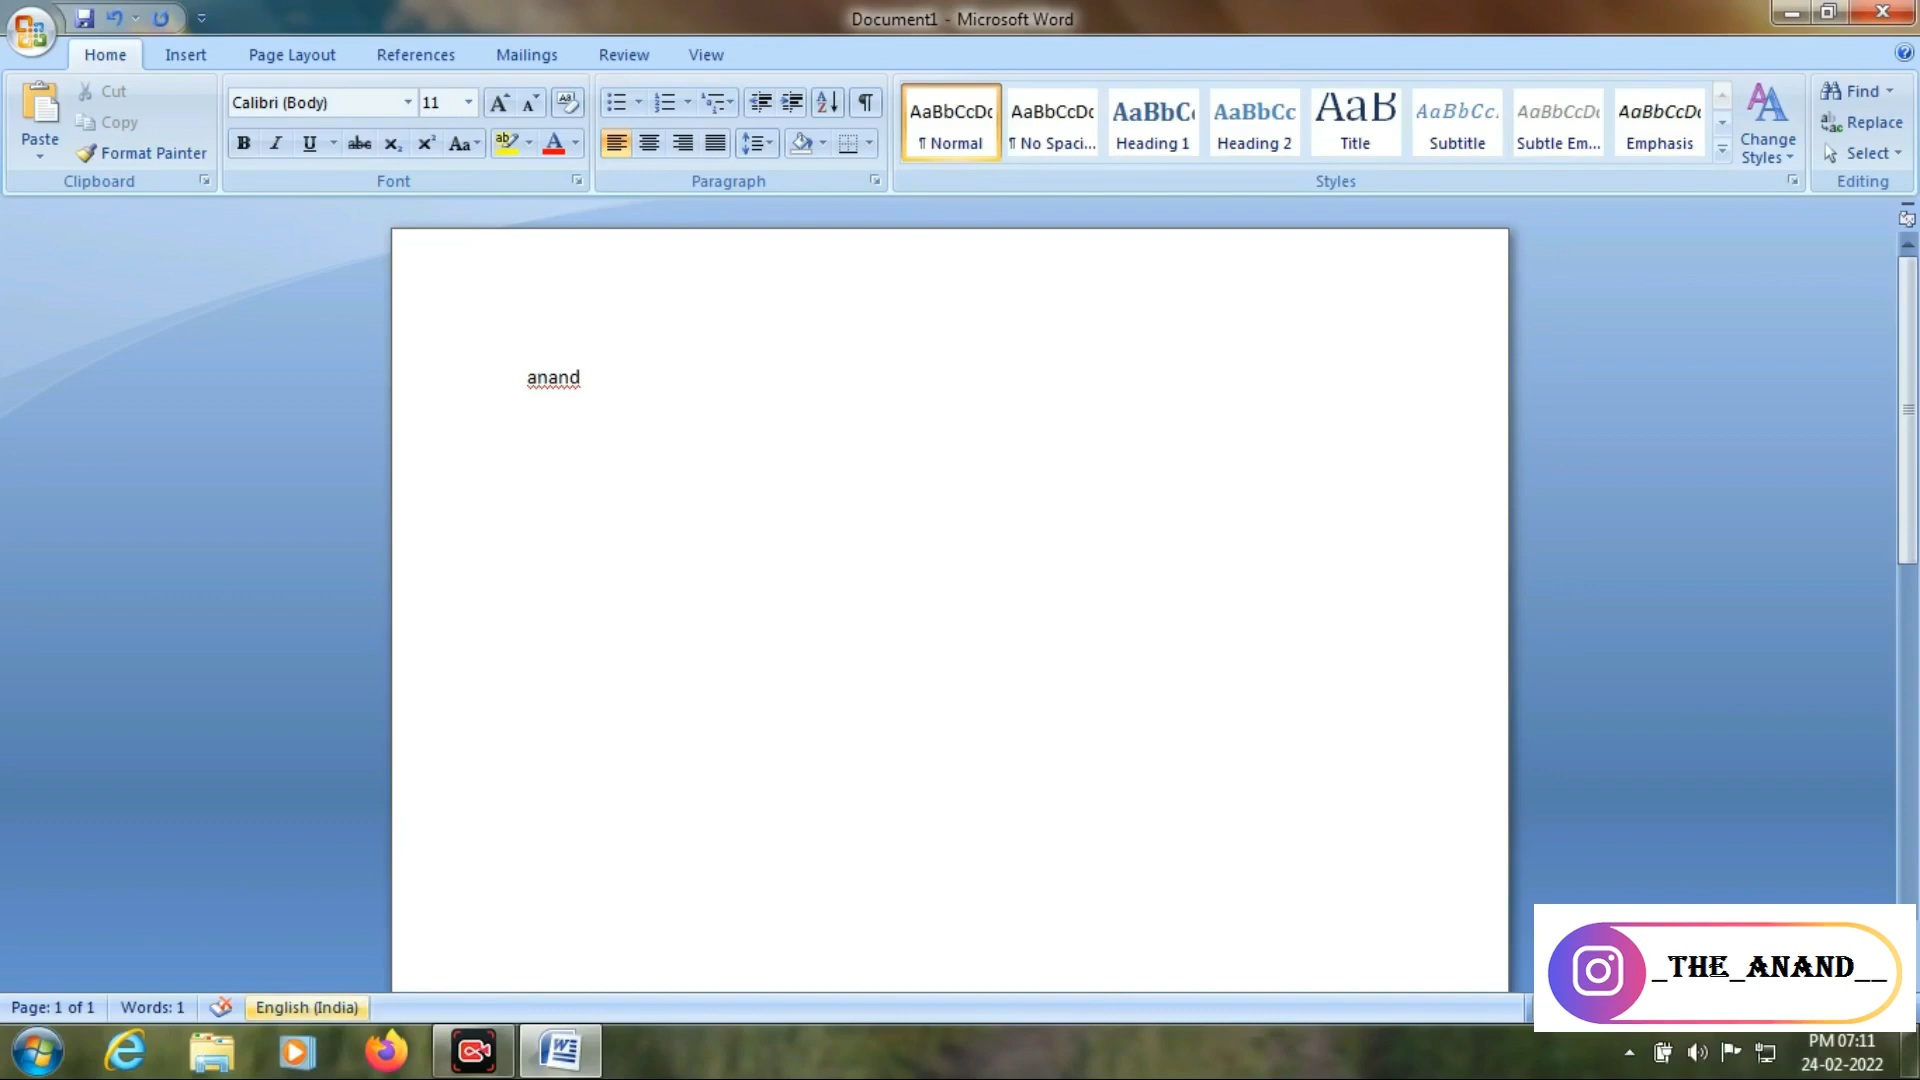 Document1 - Microsoft Word
Home Insert Page Layout References Mailings Review View
Paste
Cut
Copy
Format Painter
Clipboard
Calibri (Body) 11
Font
Paragraph
AaBbCcDc AaBbCcDc AaBbC AaBbCc AaB AaBbCc. AaBbCcDc AaBbCcDc
¶ Normal ¶ No Spaci... Heading 1 Heading 2 Title Subtitle Subtle Em... Emphasis
Change
Styles
Styles
Find
Replace
Select
Editing
anand
_THE_ANAND__
Page: 1 of 1 Words: 1 English (India)
PM 07:11
24-02-2022